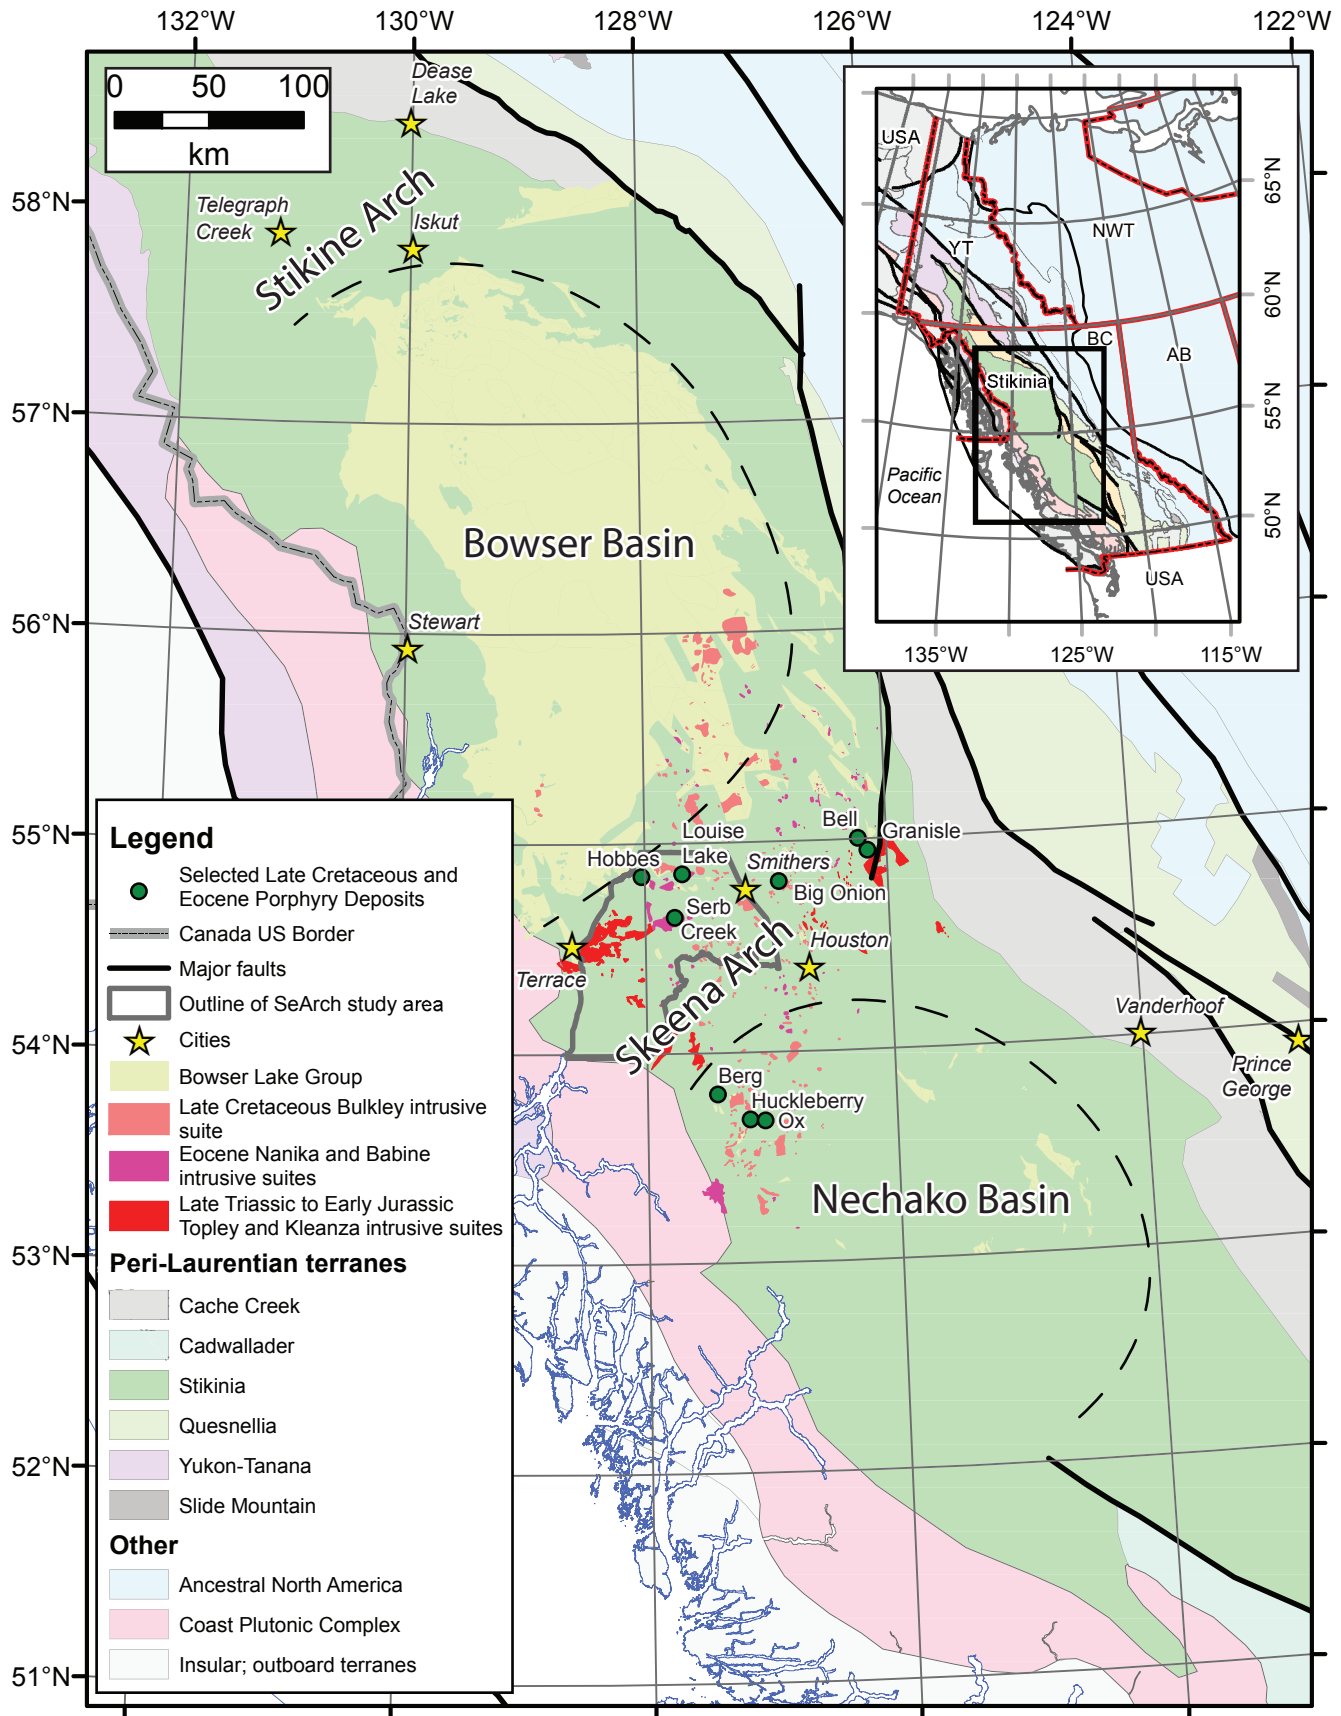 132°W
130°W
128°W
126°W
124°W
122°W
0 50 100
km
Dease
Lake
Telegraph
Creek
Iskut
Stikine Arch
58°N
57°N
56°N
55°N
54°N
53°N
52°N
51°N
USA
YT
NWT
BC
AB
Stikinia
Pacific
Ocean
USA
65°N
60°N
55°N
50°N
135°W
125°W
115°W
Bowser Basin
Stewart
Bell
Granisle
Louise
Lake
Hobbes
Smithers
Big Onion
Serb
Creek
Houston
Terrace
Skeena Arch
Vanderhoof
Prince
George
Berg
Huckleberry
Ox
Nechako Basin
Legend
Selected Late Cretaceous and
Eocene Porphyry Deposits
Canada US Border
Major faults
Outline of SeArch study area
Cities
Bowser Lake Group
Late Cretaceous Bulkley intrusive
suite
Eocene Nanika and Babine
intrusive suites
Late Triassic to Early Jurassic
Topley and Kleanza intrusive suites
Peri-Laurentian terranes
Cache Creek
Cadwallader
Stikinia
Quesnellia
Yukon-Tanana
Slide Mountain
Other
Ancestral North America
Coast Plutonic Complex
Insular; outboard terranes